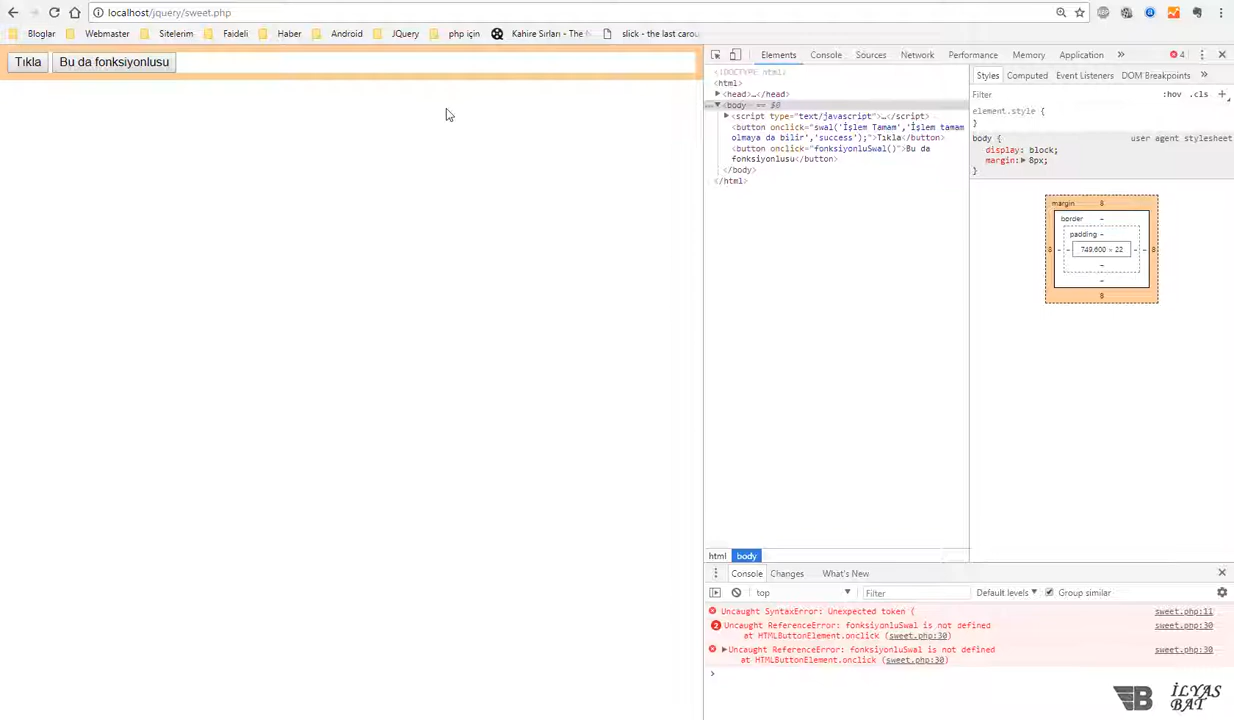 localhost/jquery/sweet.php
Bloglar Webmaster Sitelerim Faideli Haber Android JQuery php için Kahire Sırları - The slick - the last carou
Tıkla Bu da fonksiyonlusu
Elements Console Sources Network Performance Memory Application » 4
<!DOCTYPE html>
<html>
<head>…</head>
<body> == $0
<script type="text/javascript">…</script>
<button onclick="swal('İşlem Tamam','İşlem tamam
olmaya da bilir','success');">Tıkla</button>
<button onclick="fonksiyonluSwal()">Bu da
fonksiyonlusu</button>
</body>
</html>
html body
Styles Computed Event Listeners DOM Breakpoints »
Filter :hov .cls +
element.style {
}
body { user agent stylesheet
display: block;
margin: 8px;
}
margin 8
border -
padding -
8 - - 749.600 × 22 - - 8
-
-
8
Console Changes What's New
top Filter Default levels Group similar
Uncaught SyntaxError: Unexpected token { sweet.php:11
2 Uncaught ReferenceError: fonksiyonluSwal is not defined sweet.php:30
at HTMLButtonElement.onclick (sweet.php:30)
Uncaught ReferenceError: fonksiyonluSwal is not defined sweet.php:30
at HTMLButtonElement.onclick (sweet.php:30)
>
İLYAS
BAT